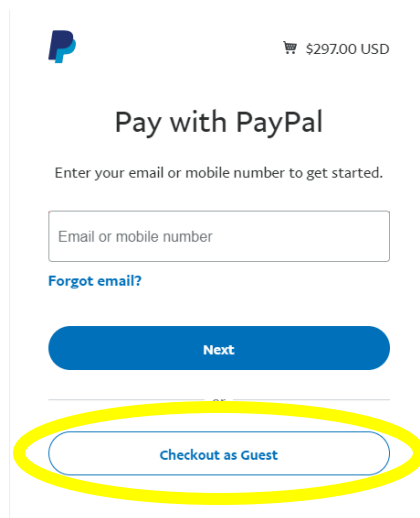 $297.00 USD
Pay with PayPal
Enter your email or mobile number to get started.
Email or mobile number
Forgot email?
Next
or
Checkout as Guest